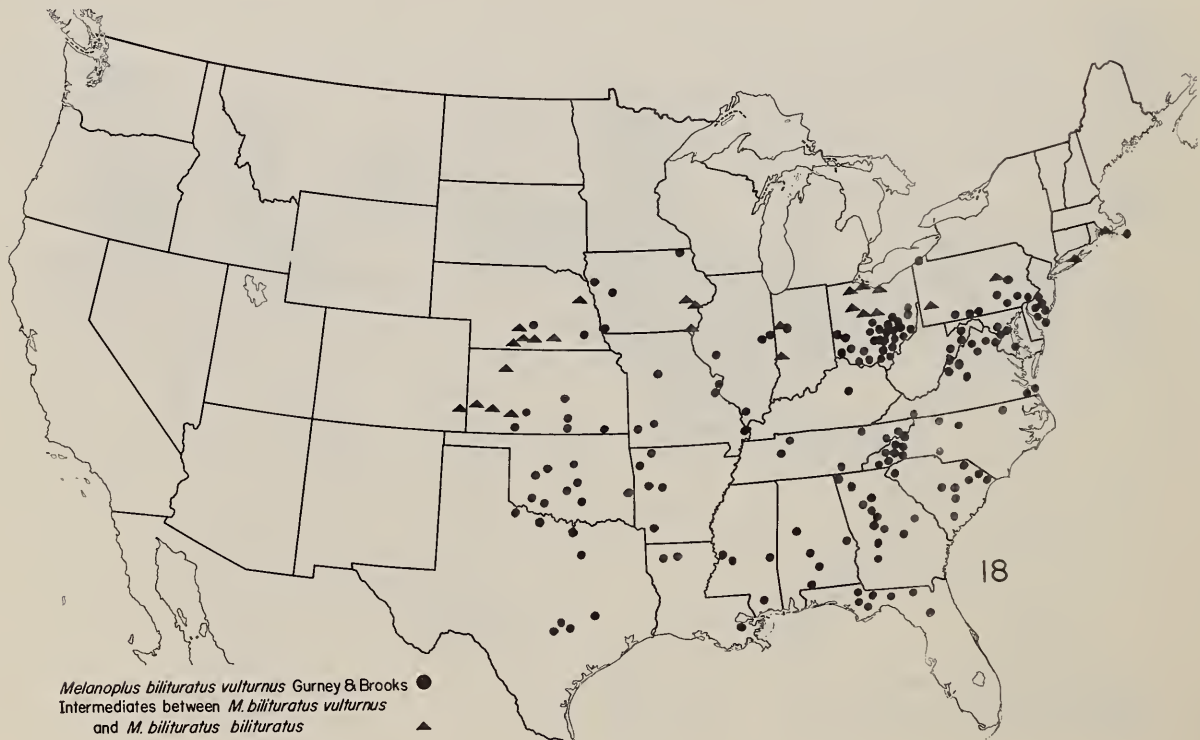 18
Melanoplus bilituratus vulturnus Gurney & Brooks
Intermediates between M. bilituratus vulturnus
and M. bilituratus bilituratus